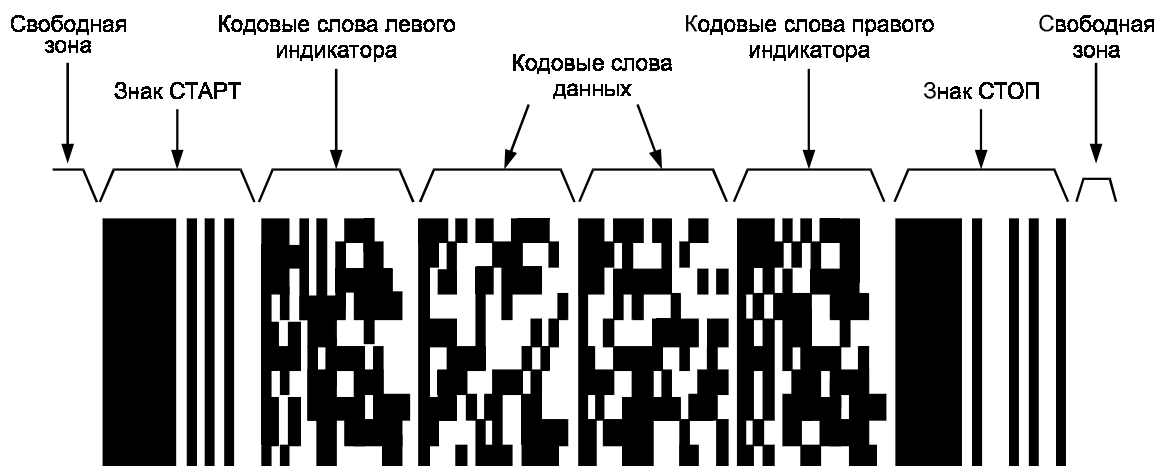 Свободная
зона
Знак СТАРТ
Кодовые слова левого
индикатора
Кодовые слова
данных
Кодовые слова правого
индикатора
Знак СТОП
Свободная
зона